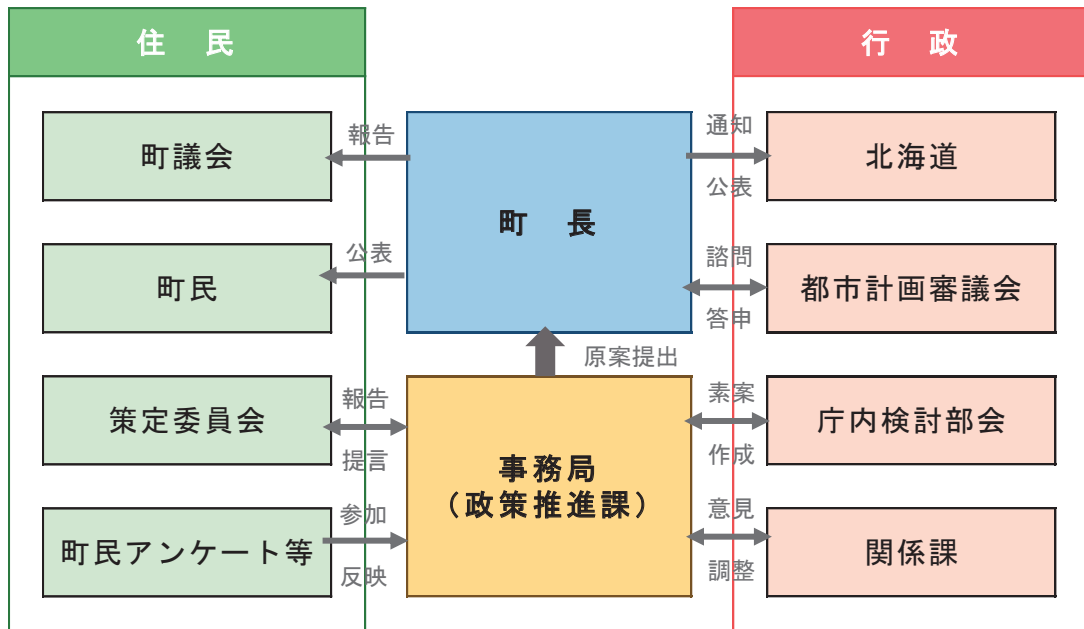 住　民
行　政
町議会
報告
町　長
通知
公表
北海道
町民
公表
諮問
答申
都市計画審議会
原案提出
策定委員会
報告
提言
事務局
（政策推進課）
素案
作成
庁内検討部会
町民アンケート等
参加
反映
意見
調整
関係課